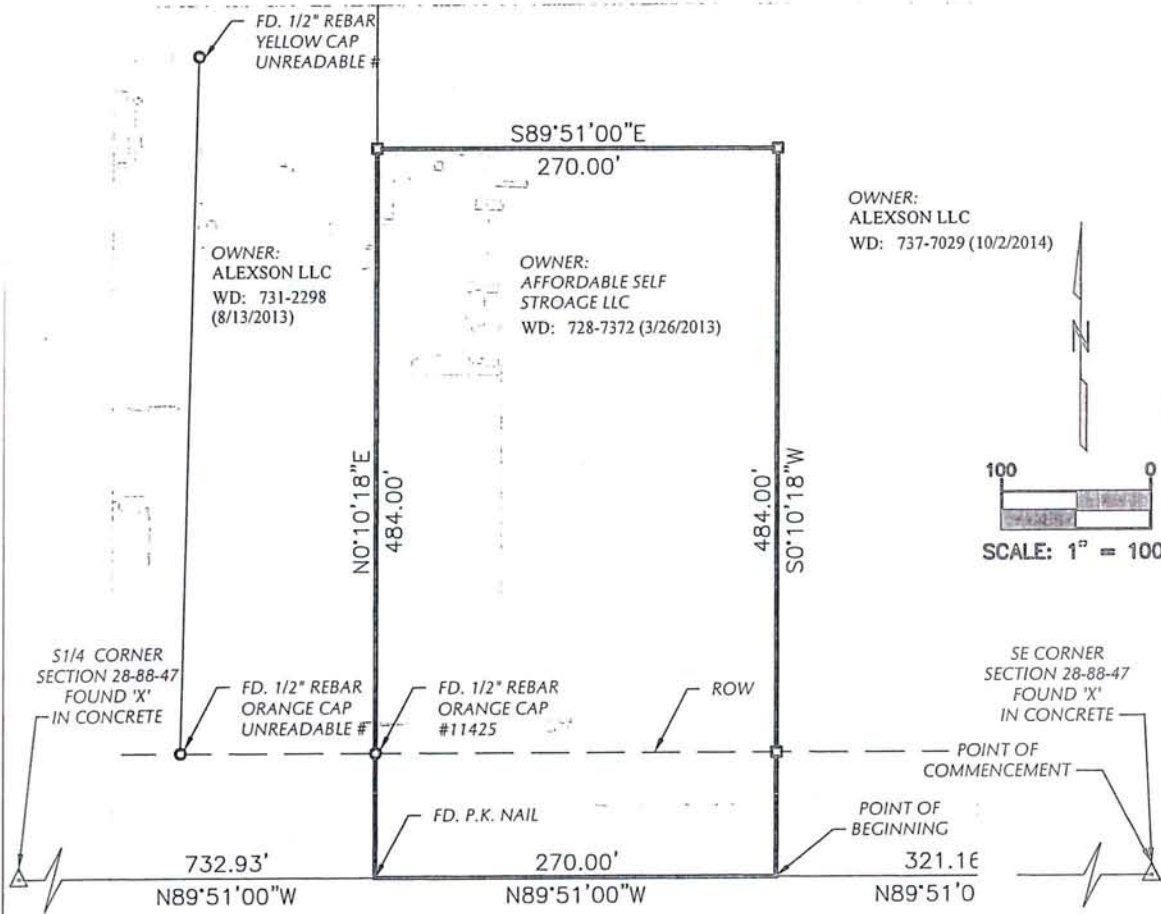 FD. 1/2" REBAR
YELLOW CAP
UNREADABLE #
S89°51'00"E
270.00'
OWNER:
ALEXSON LLC
WD: 731-2298
(8/13/2013)
OWNER:
AFFORDABLE SELF
STROAGE LLC
WD: 728-7372 (3/26/2013)
OWNER:
ALEXSON LLC
WD: 737-7029 (10/2/2014)
N
N0°10'18"E
484.00'
484.00'
S0°10'18"W
100 0
SCALE: 1" = 100
S1/4 CORNER
SECTION 28-88-47
FOUND 'X'
IN CONCRETE
FD. 1/2" REBAR
ORANGE CAP
UNREADABLE #
FD. 1/2" REBAR
ORANGE CAP
#11425
ROW
SE CORNER
SECTION 28-88-47
FOUND 'X'
IN CONCRETE
POINT OF
COMMENCEMENT
FD. P.K. NAIL
POINT OF
BEGINNING
732.93'
N89°51'00"W
270.00'
N89°51'00"W
321.16
N89°51'0